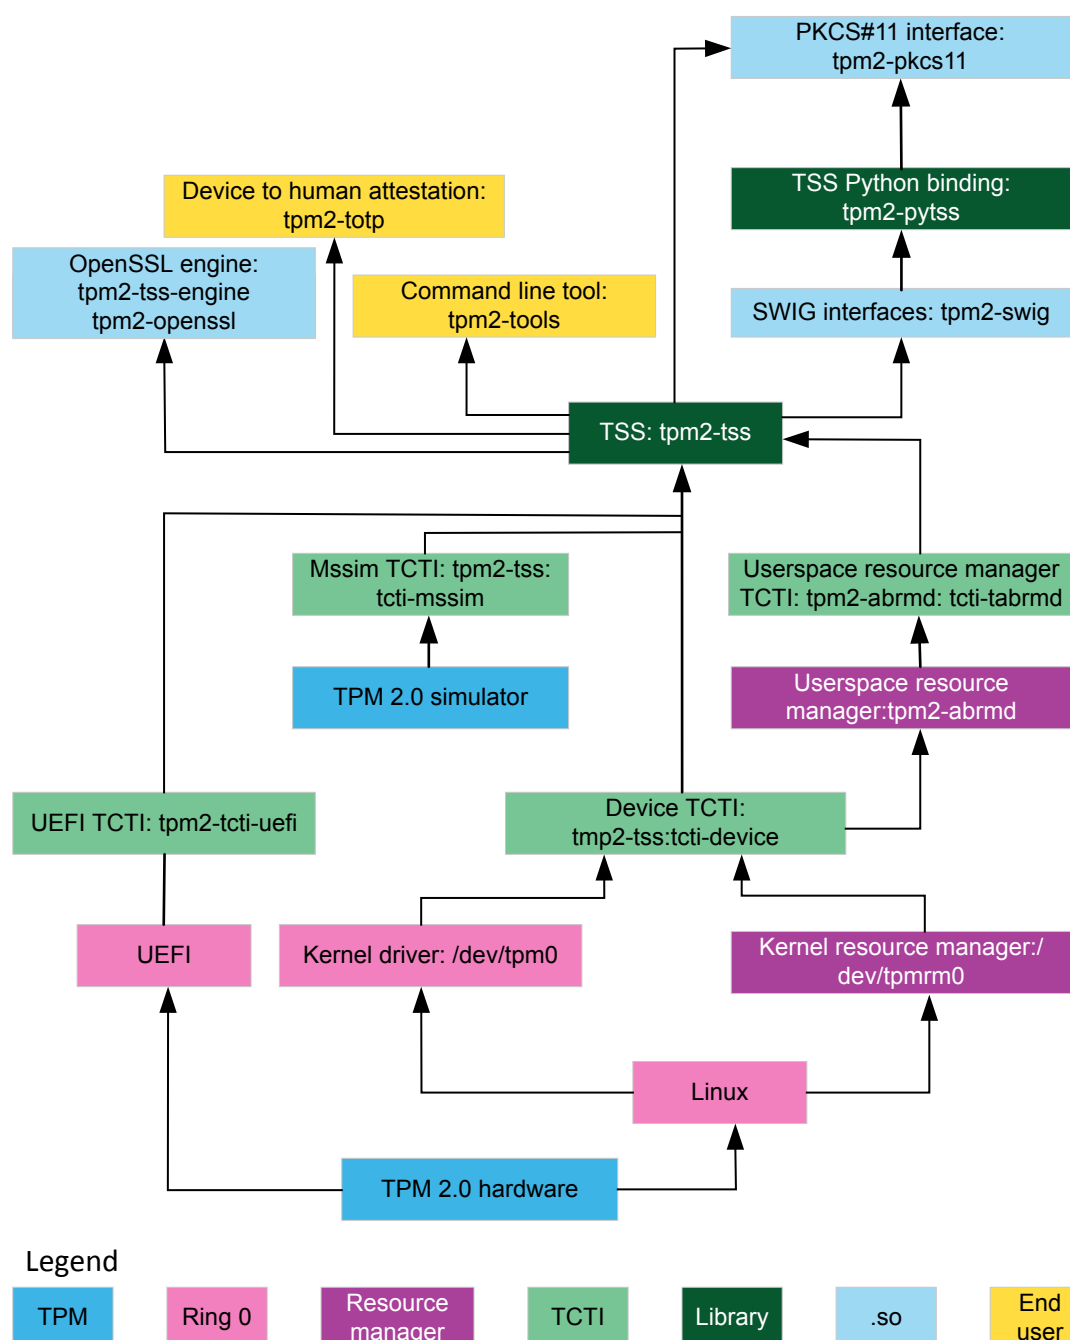 PKCS#11 interface:
tpm2-pkcs11
Device to human attestation:
tpm2-totp
TSS Python binding:
tpm2-pytss
OpenSSL engine:
tpm2-tss-engine
tpm2-openssl
Command line tool:
tpm2-tools
SWIG interfaces: tpm2-swig
TSS: tpm2-tss
Mssim TCTI: tpm2-tss:
tcti-mssim
Userspace resource manager
TCTI: tpm2-abrmd: tcti-tabrmd
TPM 2.0 simulator
Userspace resource
manager:tpm2-abrmd
UEFI TCTI: tpm2-tcti-uefi
Device TCTI:
tmp2-tss:tcti-device
UEFI
Kernel driver: /dev/tpm0
Kernel resource manager:/
dev/tpmrm0
Linux
TPM 2.0 hardware
Legend
TPM
Ring 0
Resource
manager
TCTI
Library
.so
End
user